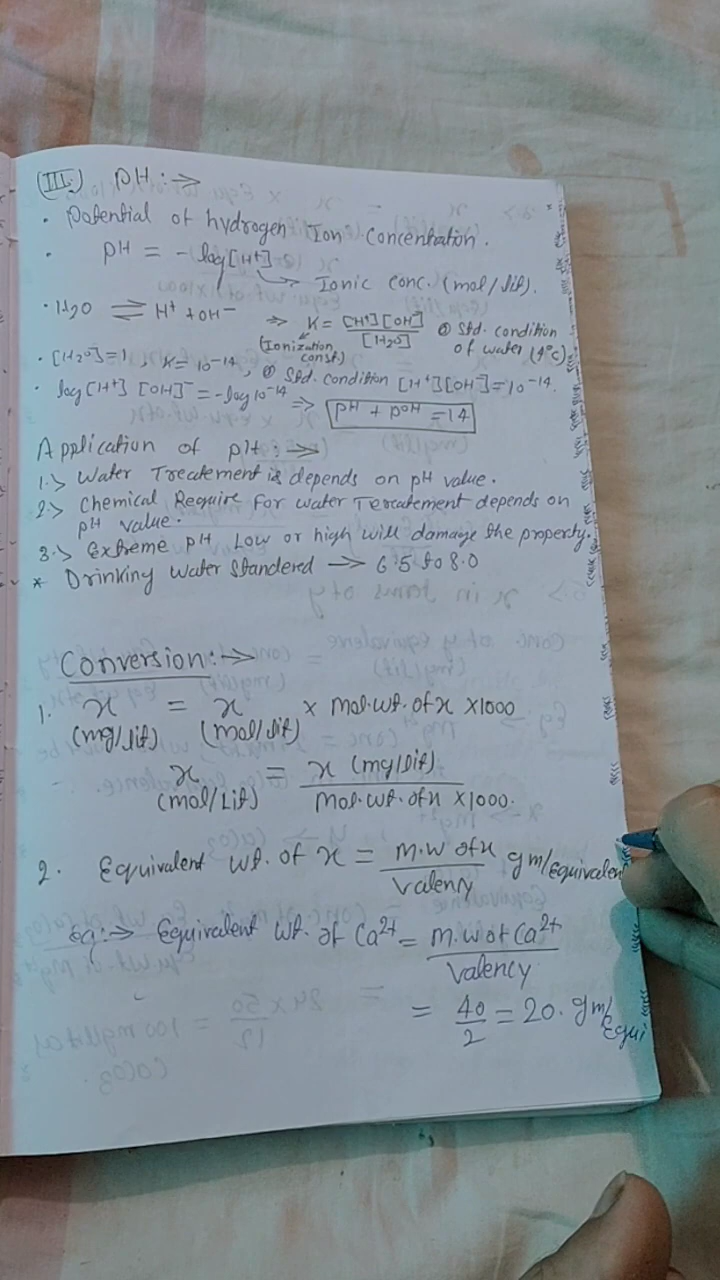 (III.) pH :⇒
• Potential of hydrogen Ion Concentration.
• pH = -log[H+] → Ionic conc. (mol/lit).
• H2O ⇌ H+ + OH− ⇒ K = [H+][OH−]/[H2O] @ Std. condition of water (4°C)
(Ionization const.)
• [H2O]=1, K= 10-14, @ Std. condition [H+][OH−]=10-14.
• log[H+] [OH]− = -log10-14 ⇒ pH + pOH =14
Application of pH :→
1.> Water Treatement is depends on pH value.
2.> Chemical Require for water Treatement depends on
pH value.
3.> Extreme pH Low or high will damage the property.
* Drinking Water Standered → 6.5 to 8.0
Conversion :→
1. x (mg/lit) = x (mol/lit) × mol.wt. of x ×1000
x (mol/Lit) = x (mg/lit) / mol.wt. of x ×1000.
2. Equivalent wt. of x = m.w of x / Valency gm/equivalent
eg:→ Equivalent wt. of Ca2+ = m.w of Ca2+ / Valency
= 40/2 = 20. gm/Equi.